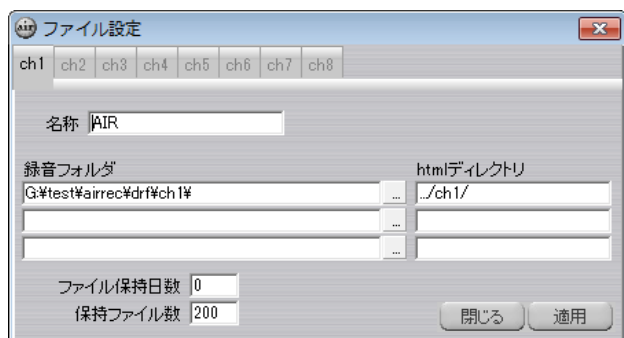 air ファイル設定
ch1 ch2 ch3 ch4 ch5 ch6 ch7 ch8
名称 AIR
録音フォルダ htmlディレクトリ
G:¥test¥airrec¥drf¥ch1¥ ... ../ch1/
...
...
ファイル保持日数 0
保持ファイル数 200
閉じる 適用